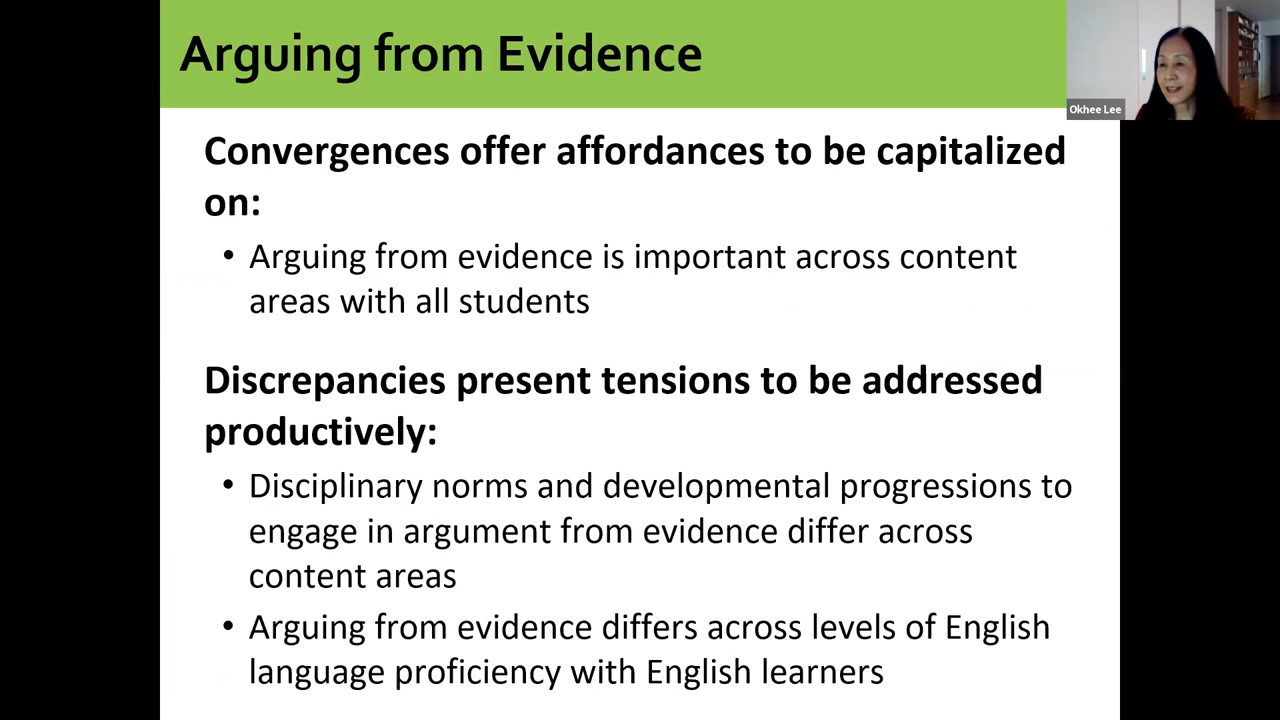 Arguing from Evidence
Okhee Lee
Convergences offer affordances to be capitalized
on:
• Arguing from evidence is important across content
areas with all students
Discrepancies present tensions to be addressed
productively:
• Disciplinary norms and developmental progressions to
engage in argument from evidence differ across
content areas
• Arguing from evidence differs across levels of English
language proficiency with English learners